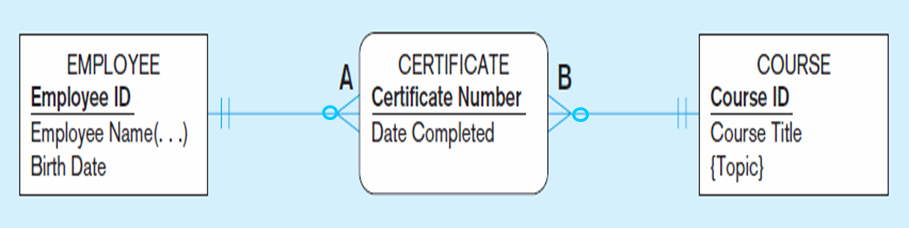 EMPLOYEE
Employee ID
Employee Name(. . .)
Birth Date
A
CERTIFICATE
Certificate Number
Date Completed
B
COURSE
Course ID
Course Title
{Topic}